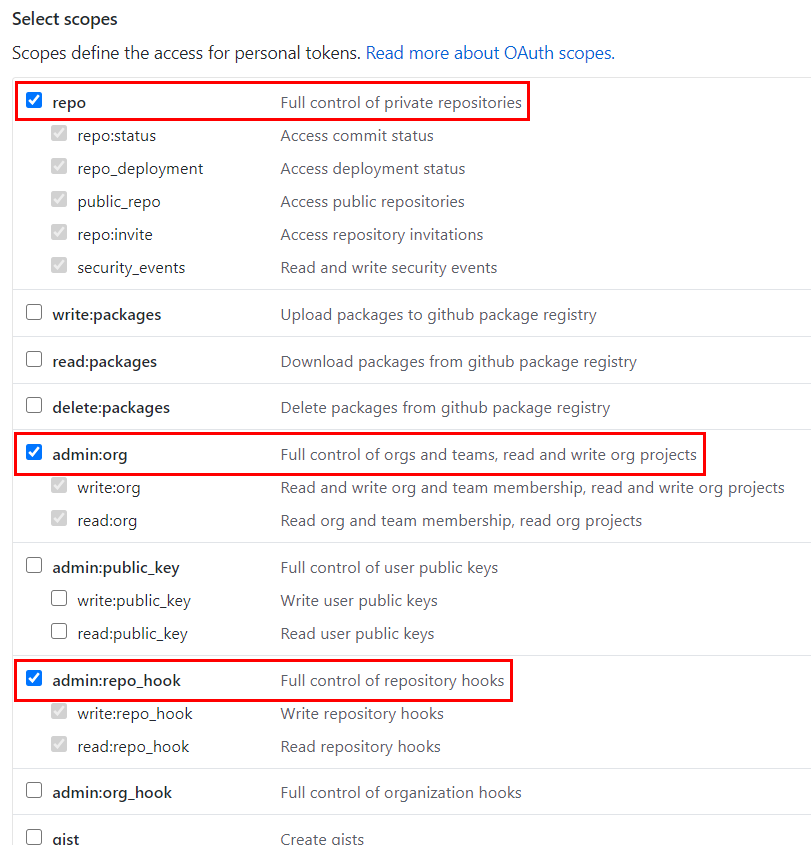 Select scopes
Scopes define the access for personal tokens. Read more about OAuth scopes.
repo Full control of private repositories
repo:status Access commit status
repo_deployment Access deployment status
public_repo Access public repositories
repo:invite Access repository invitations
security_events Read and write security events
write:packages Upload packages to github package registry
read:packages Download packages from github package registry
delete:packages Delete packages from github package registry
admin:org Full control of orgs and teams, read and write org projects
write:org Read and write org and team membership, read and write org projects
read:org Read org and team membership, read org projects
admin:public_key Full control of user public keys
write:public_key Write user public keys
read:public_key Read user public keys
admin:repo_hook Full control of repository hooks
write:repo_hook Write repository hooks
read:repo_hook Read repository hooks
admin:org_hook Full control of organization hooks
gist Create gists